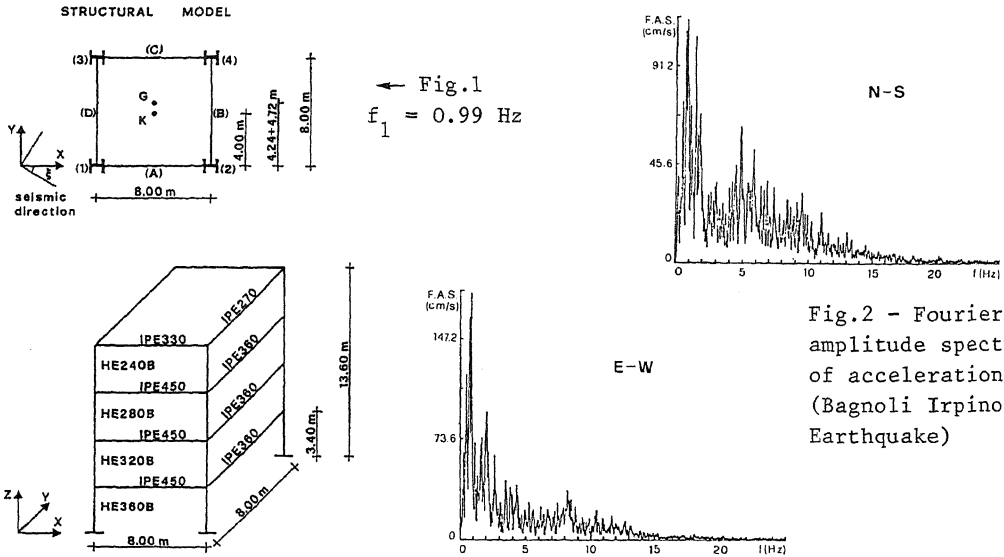 STRUCTURAL MODEL
(3)
(C)
(4)
G
(D)
K
(B)
Y
X
ξ
(1)
(A)
(2)
seismic
direction
8.00 m
4.00 m
4.24÷4.72 m
8.00 m
← Fig.1
f1 = 0.99 Hz
F.A.S.
(cm/s)
91.2
N-S
45.6
0
0 5 10 15 20 f(Hz)
IPE270
IPE330
HE240B
IPE360
IPE450
HE280B
IPE360
IPE450
HE320B
IPE360
IPE450
HE360B
13.60 m
3.40 m
8.00 m
8.00 m
Z
Y
X
F.A.S.
(cm/s)
147.2
E-W
73.6
0
0 5 10 15 20 f(Hz)
Fig.2 - Fourier
amplitude spect
of acceleration
(Bagnoli Irpino
Earthquake)